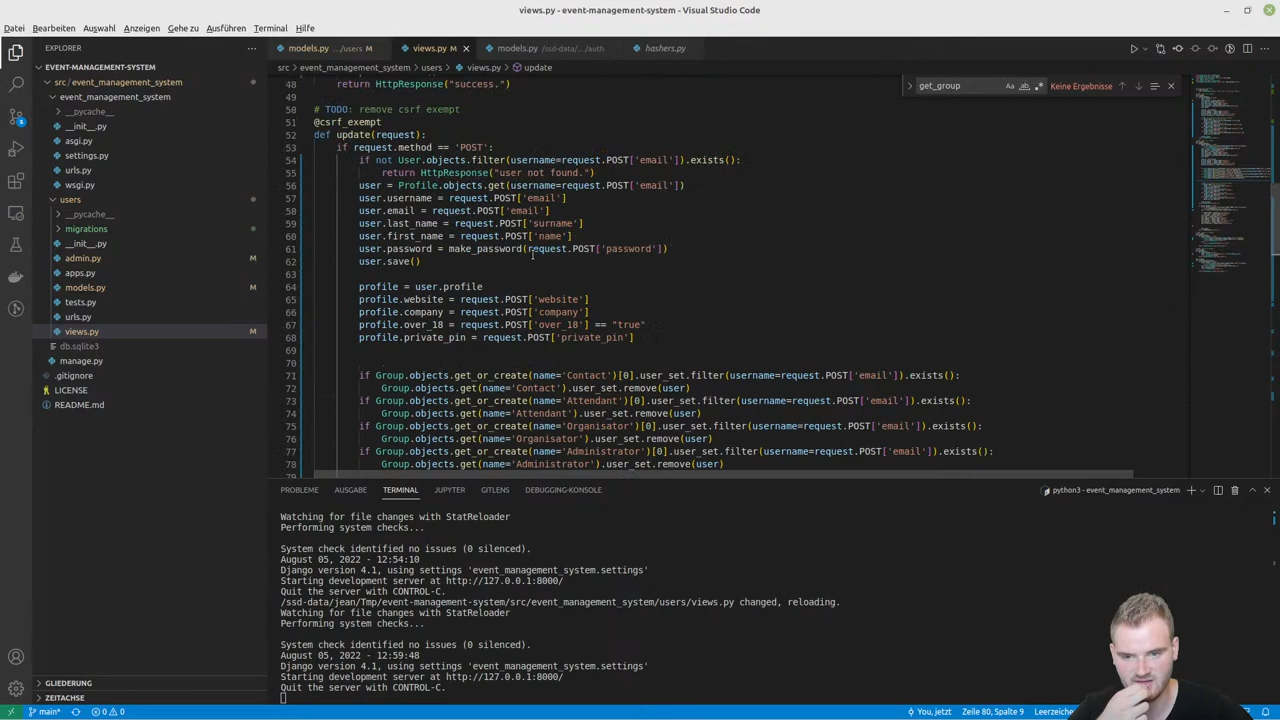 views.py - event-management-system - Visual Studio Code
Datei Bearbeiten Auswahl Anzeigen Gehe zu Ausführen Terminal Hilfe
EXPLORER
models.py .../users M
views.py M
models.py /ssd-data/.../auth
hashers.py
EVENT-MANAGEMENT-SYSTEM
src/event_management_system
event_management_system
__pycache__
__init__.py
asgi.py
settings.py
urls.py
wsgi.py
users
__pycache__
migrations
__init__.py
admin.py M
apps.py
models.py M
tests.py
urls.py
views.py M
db.sqlite3
manage.py
.gitignore
LICENSE
README.md
GLIEDERUNG
ZEITACHSE
src > event_management_system > users > views.py > update
get_group
Keine Ergebnisse
48 return HttpResponse("success.")
49
50 # TODO: remove csrf exempt
51 @csrf_exempt
52 def update(request):
53 if request.method == 'POST':
54 if not User.objects.filter(username=request.POST['email']).exists():
55 return HttpResponse("user not found.")
56 user = Profile.objects.get(username=request.POST['email'])
57 user.username = request.POST['email']
58 user.email = request.POST['email']
59 user.last_name = request.POST['surname']
60 user.first_name = request.POST['name']
61 user.password = make_password(request.POST['password'])
62 user.save()
63
64 profile = user.profile
65 profile.website = request.POST['website']
66 profile.company = request.POST['company']
67 profile.over_18 = request.POST['over_18'] == "true"
68 profile.private_pin = request.POST['private_pin']
69
70
71 if Group.objects.get_or_create(name='Contact')[0].user_set.filter(username=request.POST['email']).exists():
72 Group.objects.get(name='Contact').user_set.remove(user)
73 if Group.objects.get_or_create(name='Attendant')[0].user_set.filter(username=request.POST['email']).exists():
74 Group.objects.get(name='Attendant').user_set.remove(user)
75 if Group.objects.get_or_create(name='Organisator')[0].user_set.filter(username=request.POST['email']).exists():
76 Group.objects.get(name='Organisator').user_set.remove(user)
77 if Group.objects.get_or_create(name='Administrator')[0].user_set.filter(username=request.POST['email']).exists():
78 Group.objects.get(name='Administrator').user_set.remove(user)
79
PROBLEME AUSGABE TERMINAL JUPYTER GITLENS DEBUGGING-KONSOLE
python3 - event_management_system
Watching for file changes with StatReloader
Performing system checks...
System check identified no issues (0 silenced).
August 05, 2022 - 12:54:10
Django version 4.1, using settings 'event_management_system.settings'
Starting development server at http://127.0.0.1:8000/
Quit the server with CONTROL-C.
/ssd-data/jean/Tmp/event-management-system/src/event_management_system/users/views.py changed, reloading.
Watching for file changes with StatReloader
Performing system checks...
System check identified no issues (0 silenced).
August 05, 2022 - 12:59:48
Django version 4.1, using settings 'event_management_system.settings'
Starting development server at http://127.0.0.1:8000/
Quit the server with CONTROL-C.
main* 0 0
You, jetzt Zeile 80, Spalte 9 Leerzeiche